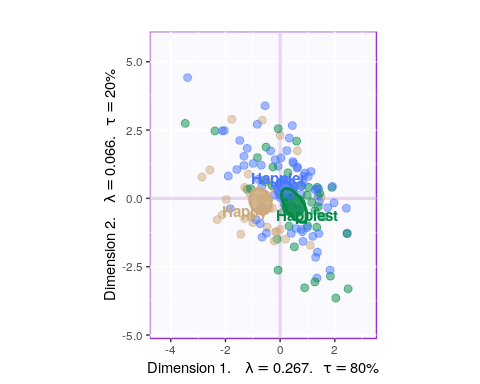 5.0
2.5
0.0
-2.5
-5.0
-4
-2
0
2
Dimension 2. λ = 0.066. τ = 20%
Happier
Happy
Happiest
Dimension 1. λ = 0.267. τ = 80%